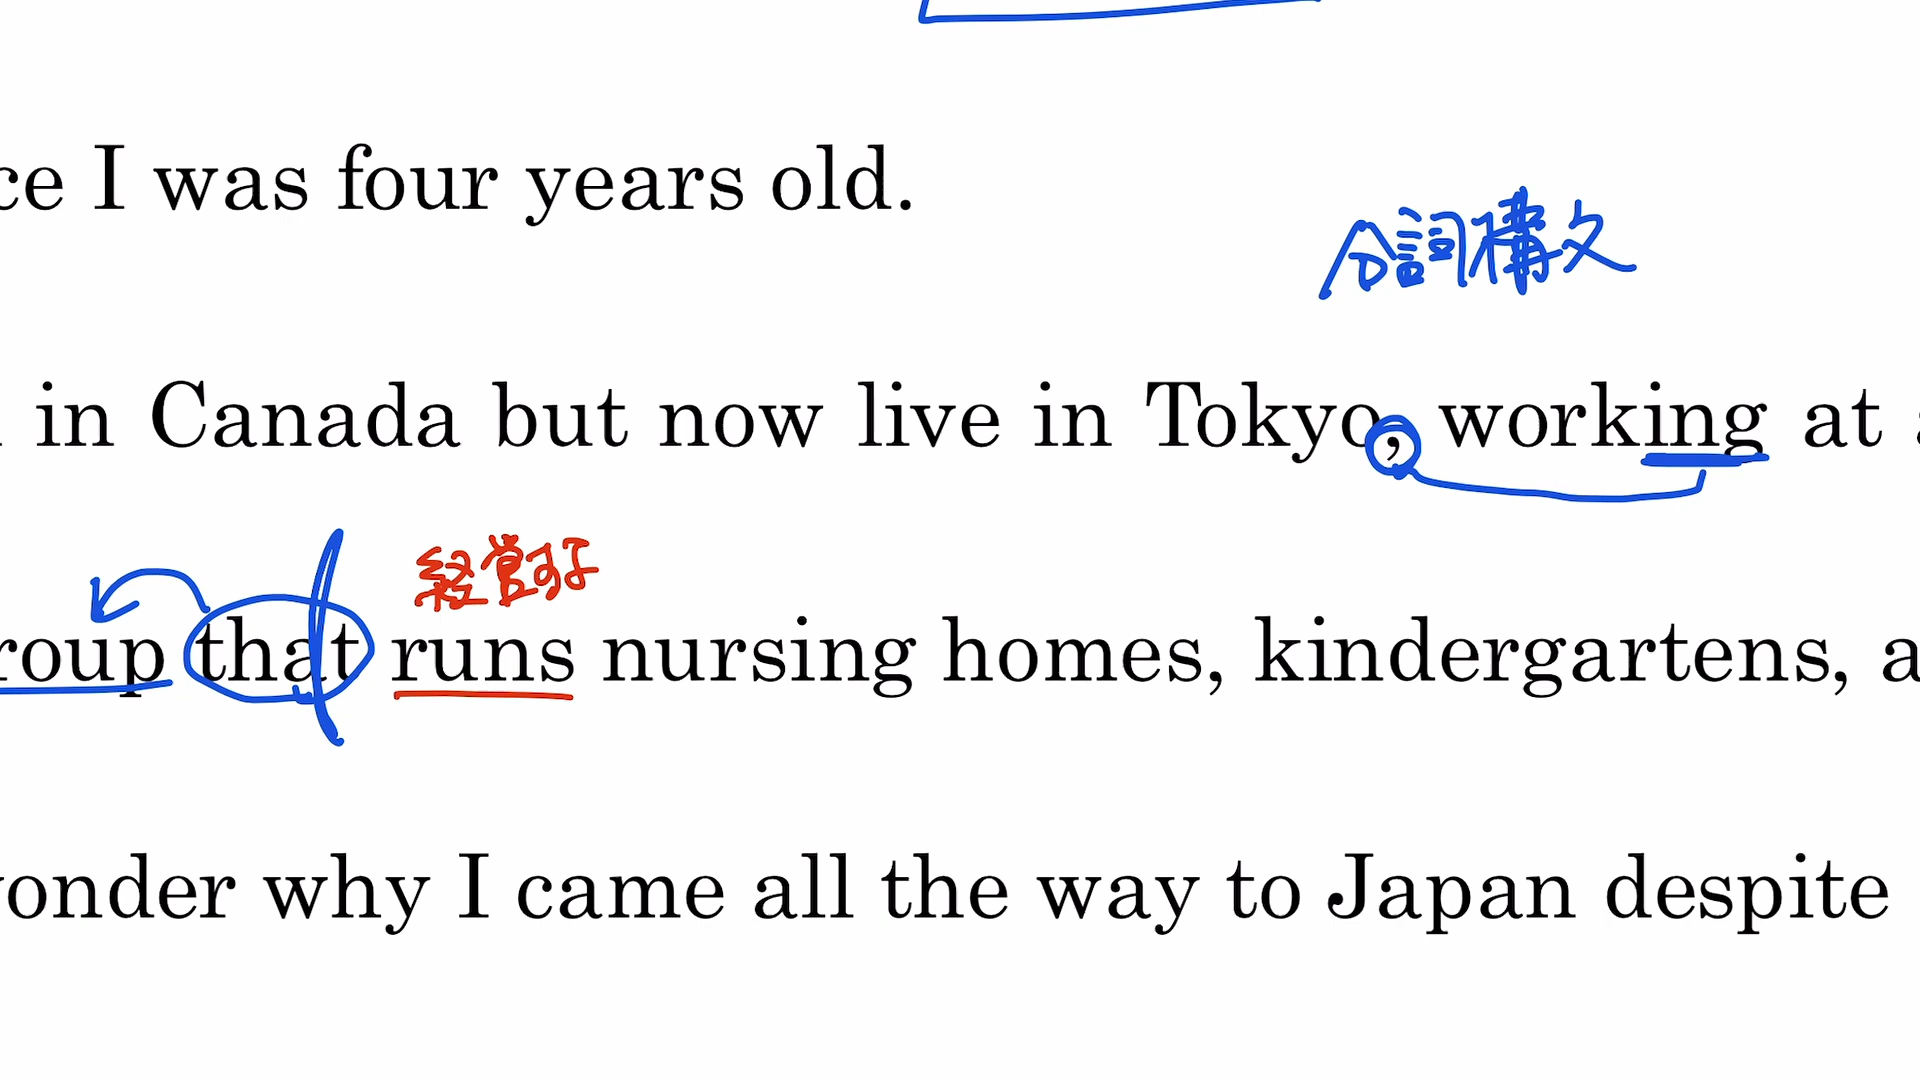 ce I was four years old.
分詞構文
in Canada but now live in Tokyo, working at
経営する
roup that runs nursing homes, kindergartens, a
onder why I came all the way to Japan despite